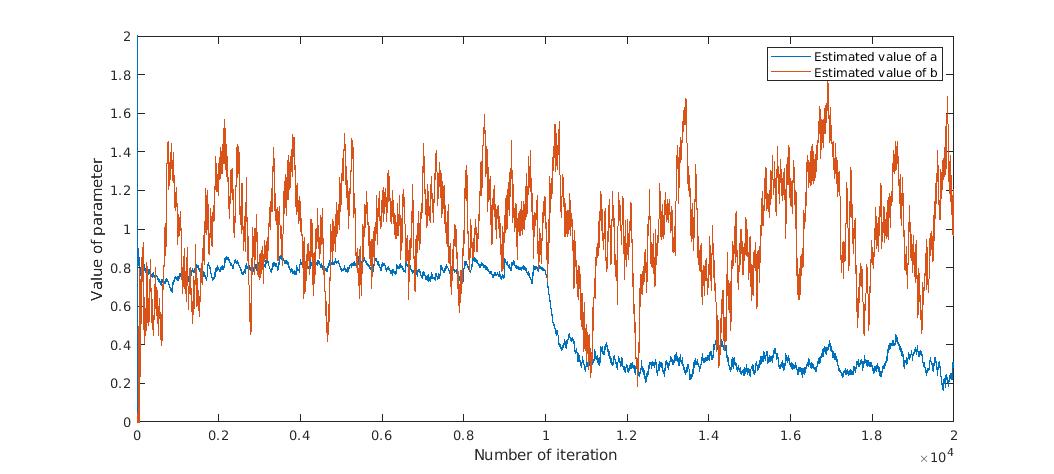 2
1.8
1.6
1.4
1.2
1
0.8
0.6
0.4
0.2
0
Value of parameter
Estimated value of a
Estimated value of b
0 0.2 0.4 0.6 0.8 1 1.2 1.4 1.6 1.8 2
Number of iteration
×10⁴